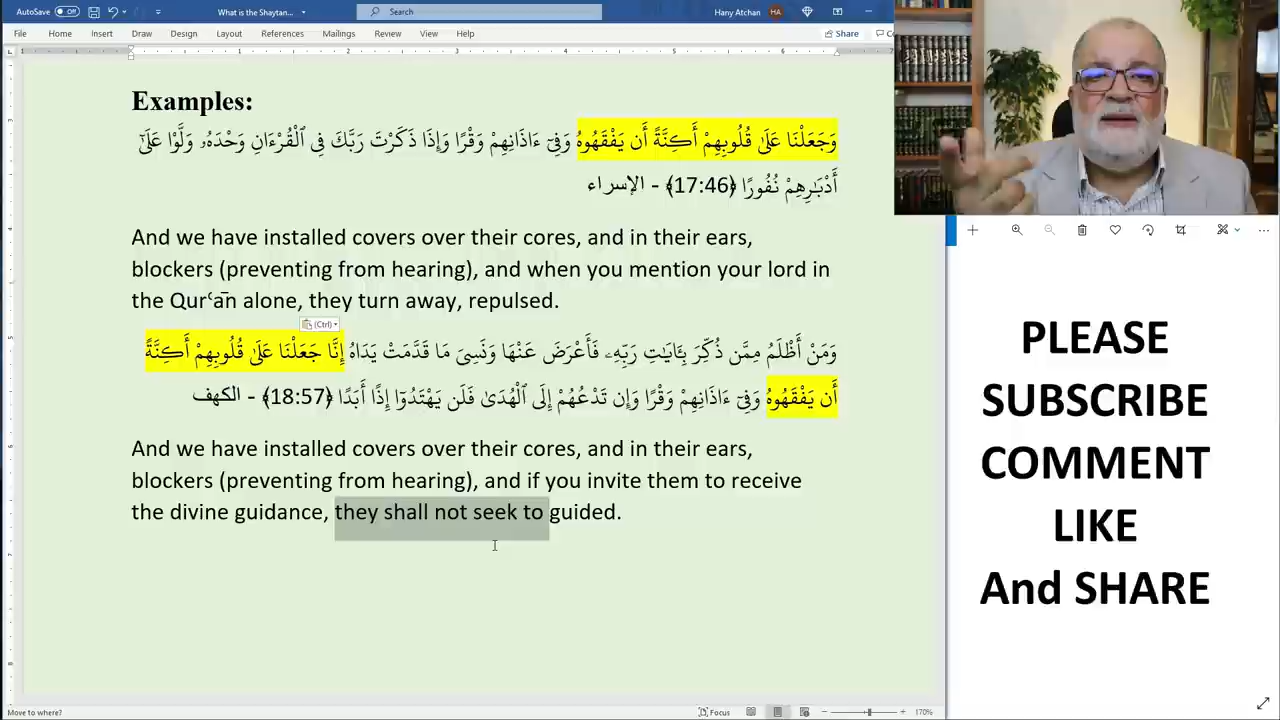 AutoSave Off What is the Shaytan... Search Hany Atchan HA
File Home Insert Draw Design Layout References Mailings Review View Help Share Co
Examples:
وَجَعَلْنَا عَلَىٰ قُلُوبِهِمْ أَكِنَّةً أَن يَفْقَهُوهُ وَفِىٓ ءَاذَانِهِمْ وَقْرًا وَإِذَا ذَكَرْتَ رَبَّكَ فِى ٱلْقُرْءَانِ وَحْدَهُۥ وَلَّوْا عَلَىٰٓ
أَدْبَـٰرِهِمْ نُفُورًا ﴿17:46﴾ - الإسراء
And we have installed covers over their cores, and in their ears,
blockers (preventing from hearing), and when you mention your lord in
the Qurʿān alone, they turn away, repulsed.
(Ctrl)
وَمَنْ أَظْلَمُ مِمَّن ذُكِّرَ بِـَٔايَـٰتِ رَبِّهِۦ فَأَعْرَضَ عَنْهَا وَنَسِىَ مَا قَدَّمَتْ يَدَاهُ إِنَّا جَعَلْنَا عَلَىٰ قُلُوبِهِمْ أَكِنَّةً
أَن يَفْقَهُوهُ وَفِىٓ ءَاذَانِهِمْ وَقْرًا وَإِن تَدْعُهُمْ إِلَى ٱلْهُدَىٰ فَلَن يَهْتَدُوٓا۟ إِذًا أَبَدًا ﴿18:57﴾ - الكهف
And we have installed covers over their cores, and in their ears,
blockers (preventing from hearing), and if you invite them to receive
the divine guidance, they shall not seek to guided.
PLEASE
SUBSCRIBE
COMMENT
LIKE
And SHARE
Move to where? Focus 170%